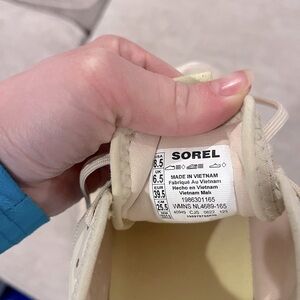 SOREL
USA
8.5
UK
6.5
EUR
39.5
CM
25.5
MADE IN VIETNAM
Fabriqué Au Vietnam
Hecho en Vietnam
Vietnam Malı
1986301165
WMNS NL4689-165